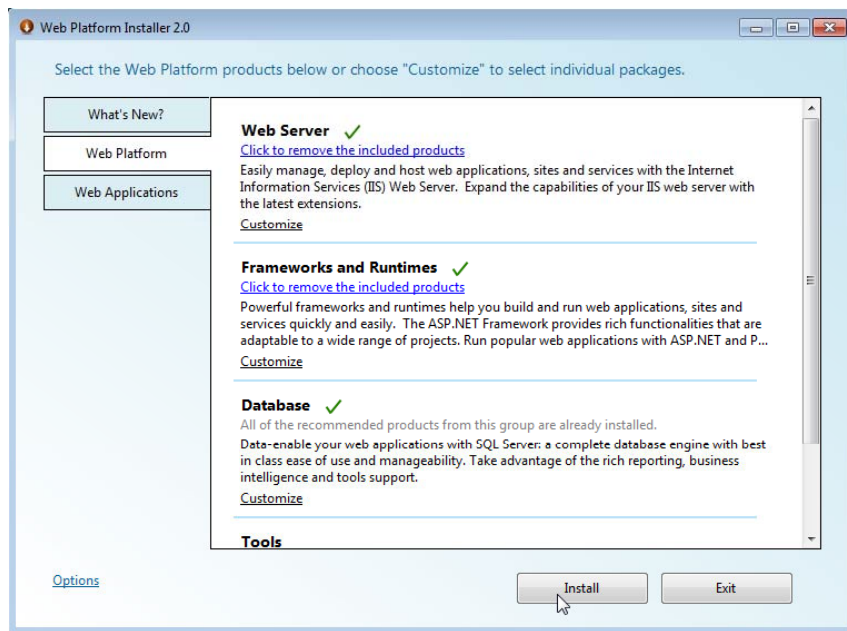 Web Platform Installer 2.0
Select the Web Platform products below or choose "Customize" to select individual packages.
What's New?
Web Platform
Web Applications
Web Server
Click to remove the included products
Easily manage, deploy and host web applications, sites and services with the Internet
Information Services (IIS) Web Server. Expand the capabilities of your IIS web server with
the latest extensions.
Customize
Frameworks and Runtimes
Click to remove the included products
Powerful frameworks and runtimes help you build and run web applications, sites and
services quickly and easily. The ASP.NET Framework provides rich functionalities that are
adaptable to a wide range of projects. Run popular web applications with ASP.NET and P...
Customize
Database
All of the recommended products from this group are already installed.
Data-enable your web applications with SQL Server: a complete database engine with best
in class ease of use and manageability. Take advantage of the rich reporting, business
intelligence and tools support.
Customize
Tools
Options
Install
Exit